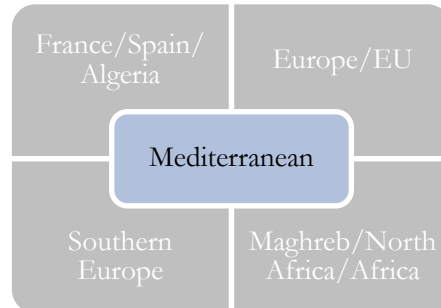 France/Spain/
Algeria
Europe/EU
Mediterranean
Southern
Europe
Maghreb/North
Africa/Africa